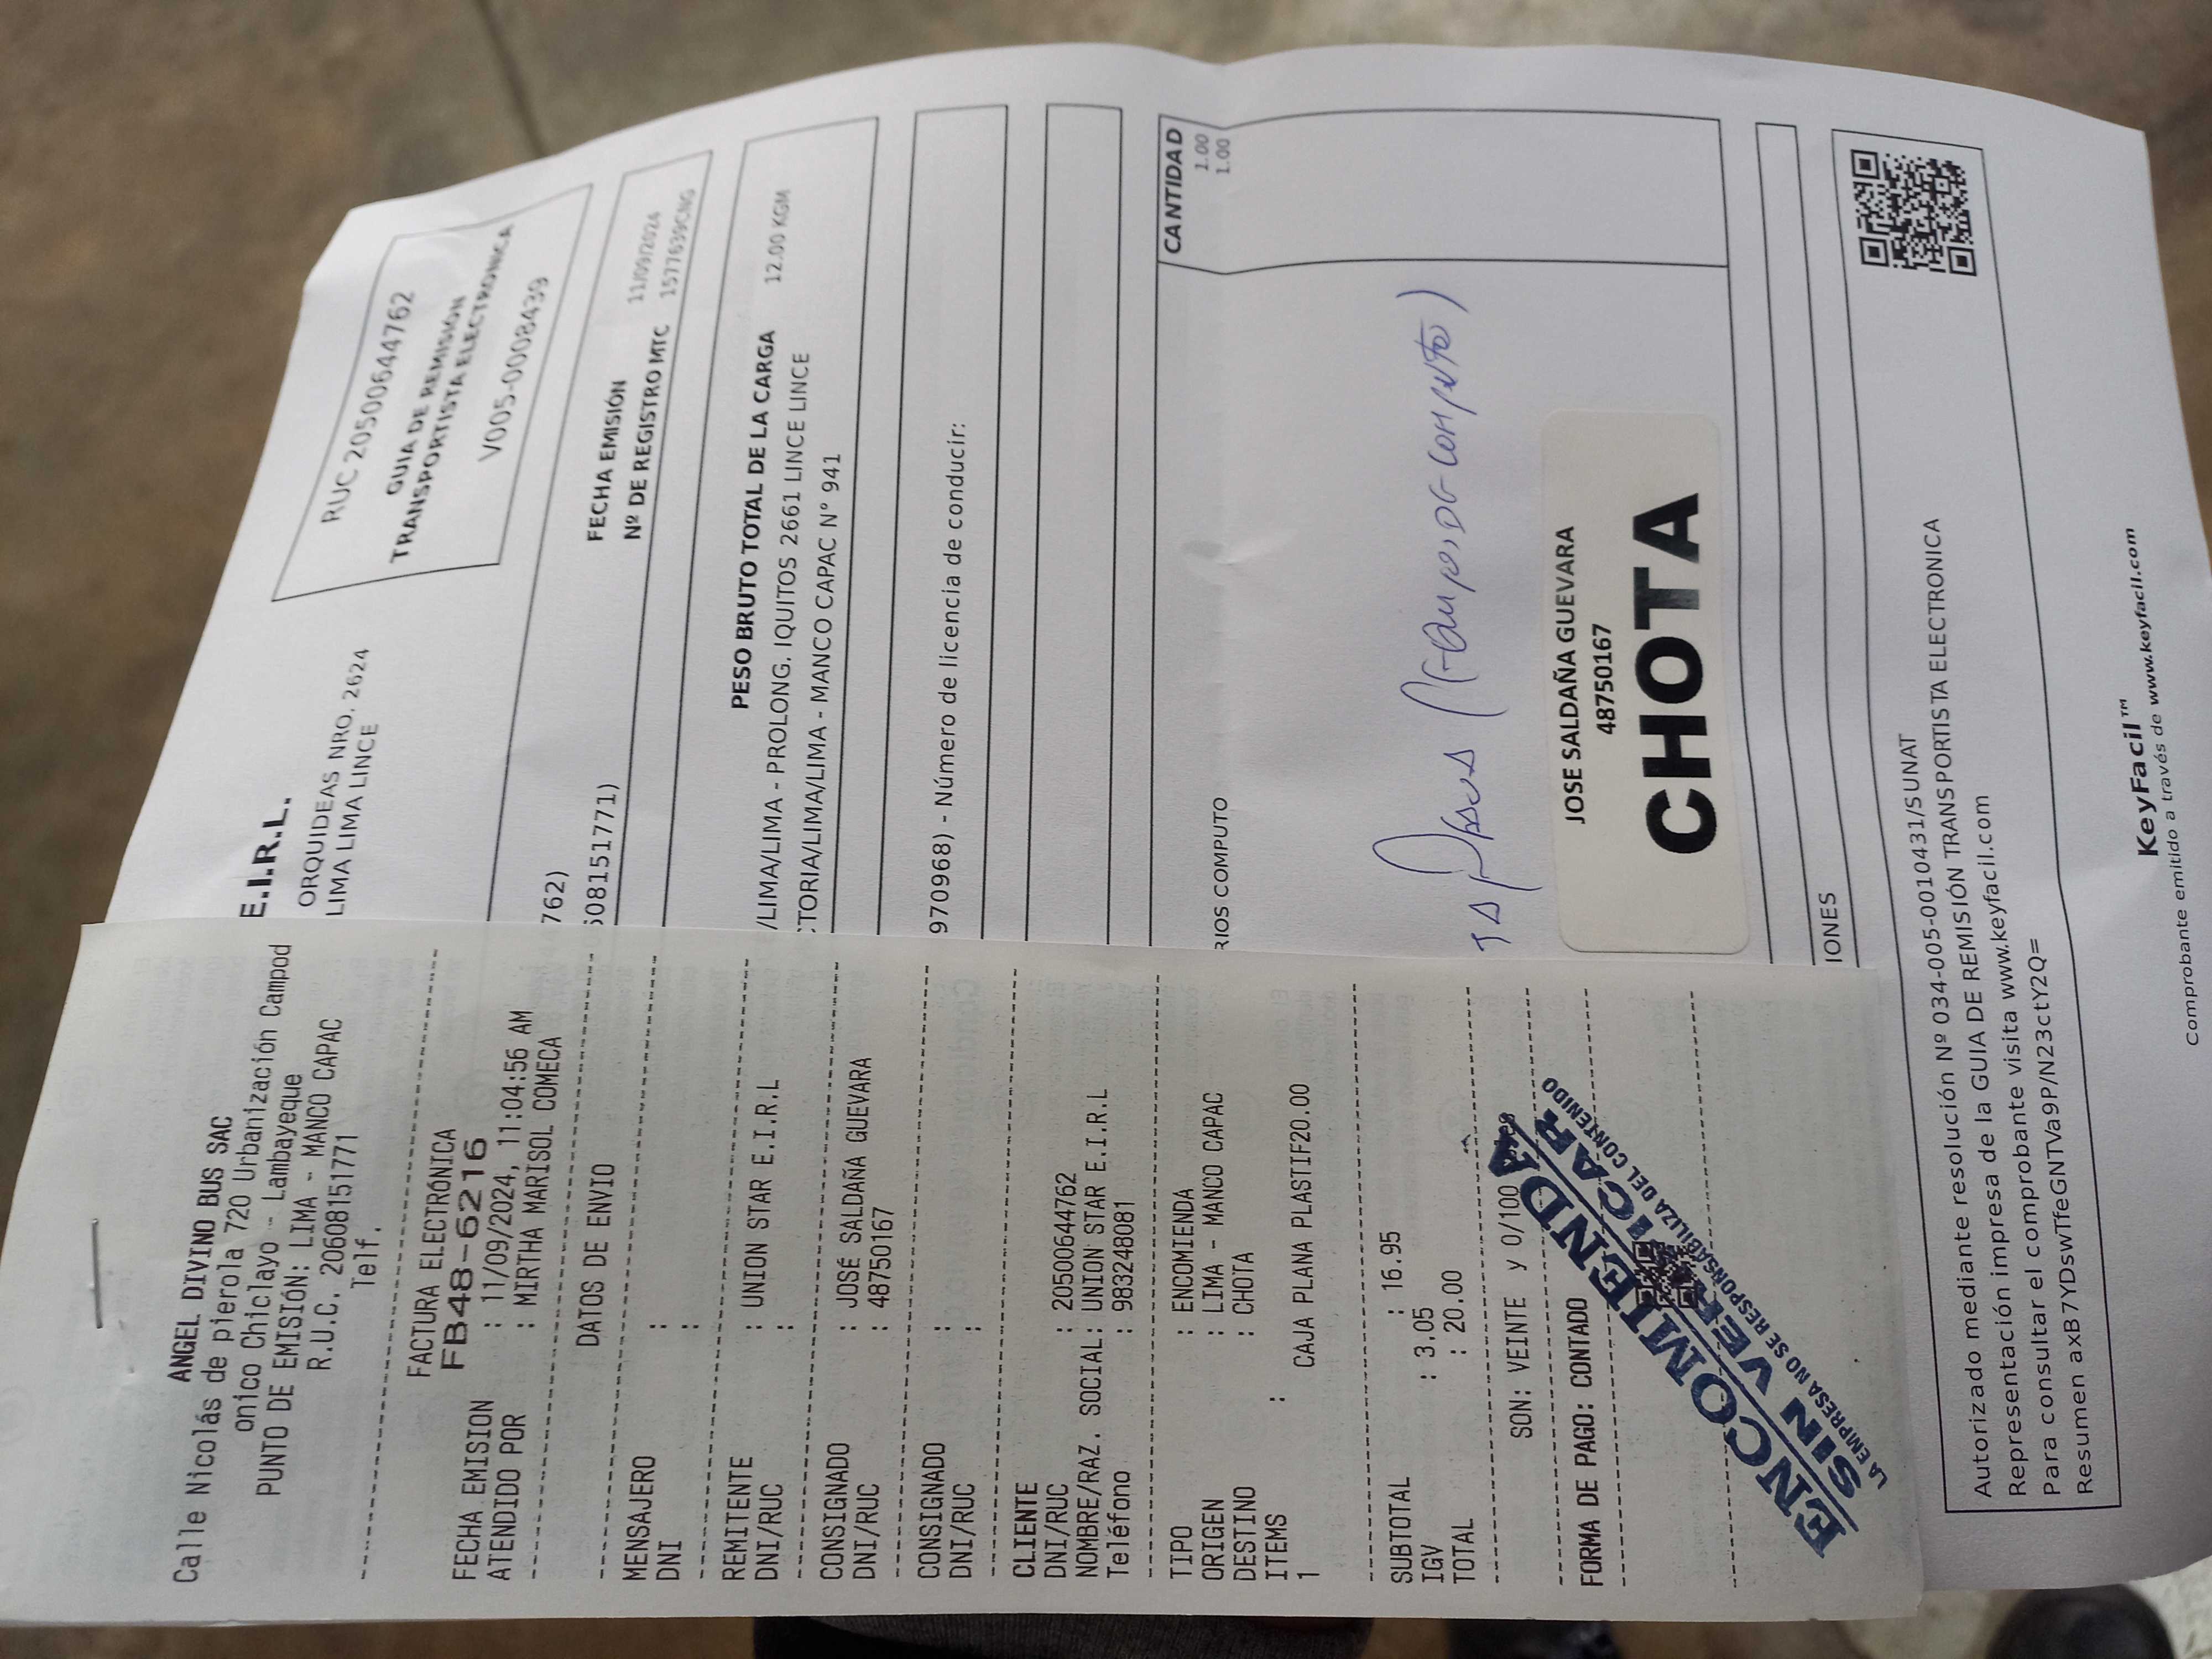 ANGEL DIVINO BUS SAC
Calle Nicolás de pierola 720 Urbanización Campod
onico Chiclayo - Lambayeque
PUNTO DE EMISIÓN: LIMA - MANCO CAPAC
R.U.C. 20608151771
Telf.
FACTURA ELECTRÓNICA
FB48-6216
FECHA EMISION : 11/09/2024, 11:04:56 AM
ATENDIDO POR : MIRTHA MARISOL COMECA
DATOS DE ENVIO
MENSAJERO :
DNI :
REMITENTE : UNION STAR E.I.R.L
DNI/RUC :
CONSIGNADO : JOSÉ SALDAÑA GUEVARA
DNI/RUC : 48750167
CONSIGNADO :
DNI/RUC :
CLIENTE
DNI/RUC : 20500644762
NOMBRE/RAZ. SOCIAL: UNION STAR E.I.R.L
Teléfono : 983248081
TIPO : ENCOMIENDA
ORIGEN : LIMA - MANCO CAPAC
DESTINO : CHOTA
ITEMS :
1 CAJA PLANA PLASTIF20.00
SUBTOTAL : 16.95
IGV : 3.05
TOTAL : 20.00
SON: VEINTE y 0/100
FORMA DE PAGO: CONTADO
ENCOMIENDA
SIN VERIFICAR
LA EMPRESA NO SE RESPONSABILIZA DEL CONTENIDO
E.I.R.L.
ORQUIDEAS NRO. 2624
LIMA LIMA LINCE
RUC 20500644762
GUIA DE REMISIÓN
TRANSPORTISTA ELECTRONICA
V005-0008439
762)
FECHA EMISIÓN 11/09/2024
608151771)
Nº DE REGISTRO MTC 1577639CNG
PESO BRUTO TOTAL DE LA CARGA 12.00 KGM
/LIMA/LIMA - PROLONG. IQUITOS 2661 LINCE LINCE
CTORIA/LIMA/LIMA - MANCO CAPAC N° 941
970968) - Número de licencia de conducir:
CANTIDAD
1.00
RIOS COMPUTO 1.00
JOSE SALDAÑA GUEVARA
48750167
CHOTA
IONES
Autorizado mediante resolución Nº 034-005-0010431/SUNAT
Representación impresa de la GUIA DE REMISIÓN TRANSPORTISTA ELECTRONICA
Para consultar el comprobante visita www.keyfacil.com
Resumen axB7YDswTfeGNTVa9P/N23ctY2Q=
KeyFacil™
Comprobante emitido a través de www.keyfacil.com